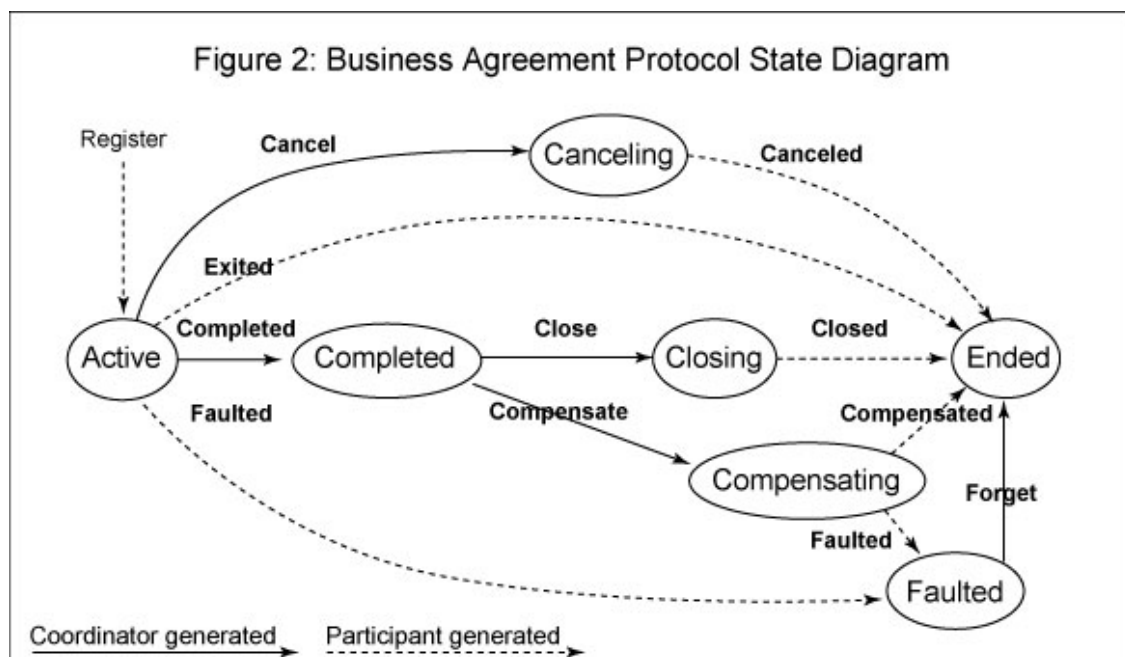 Figure 2: Business Agreement Protocol State Diagram
Register
Cancel
Canceling
Canceled
Exited
Active
Completed
Completed
Close
Closing
Closed
Ended
Faulted
Compensate
Compensated
Compensating
Forget
Faulted
Faulted
Coordinator generated
Participant generated